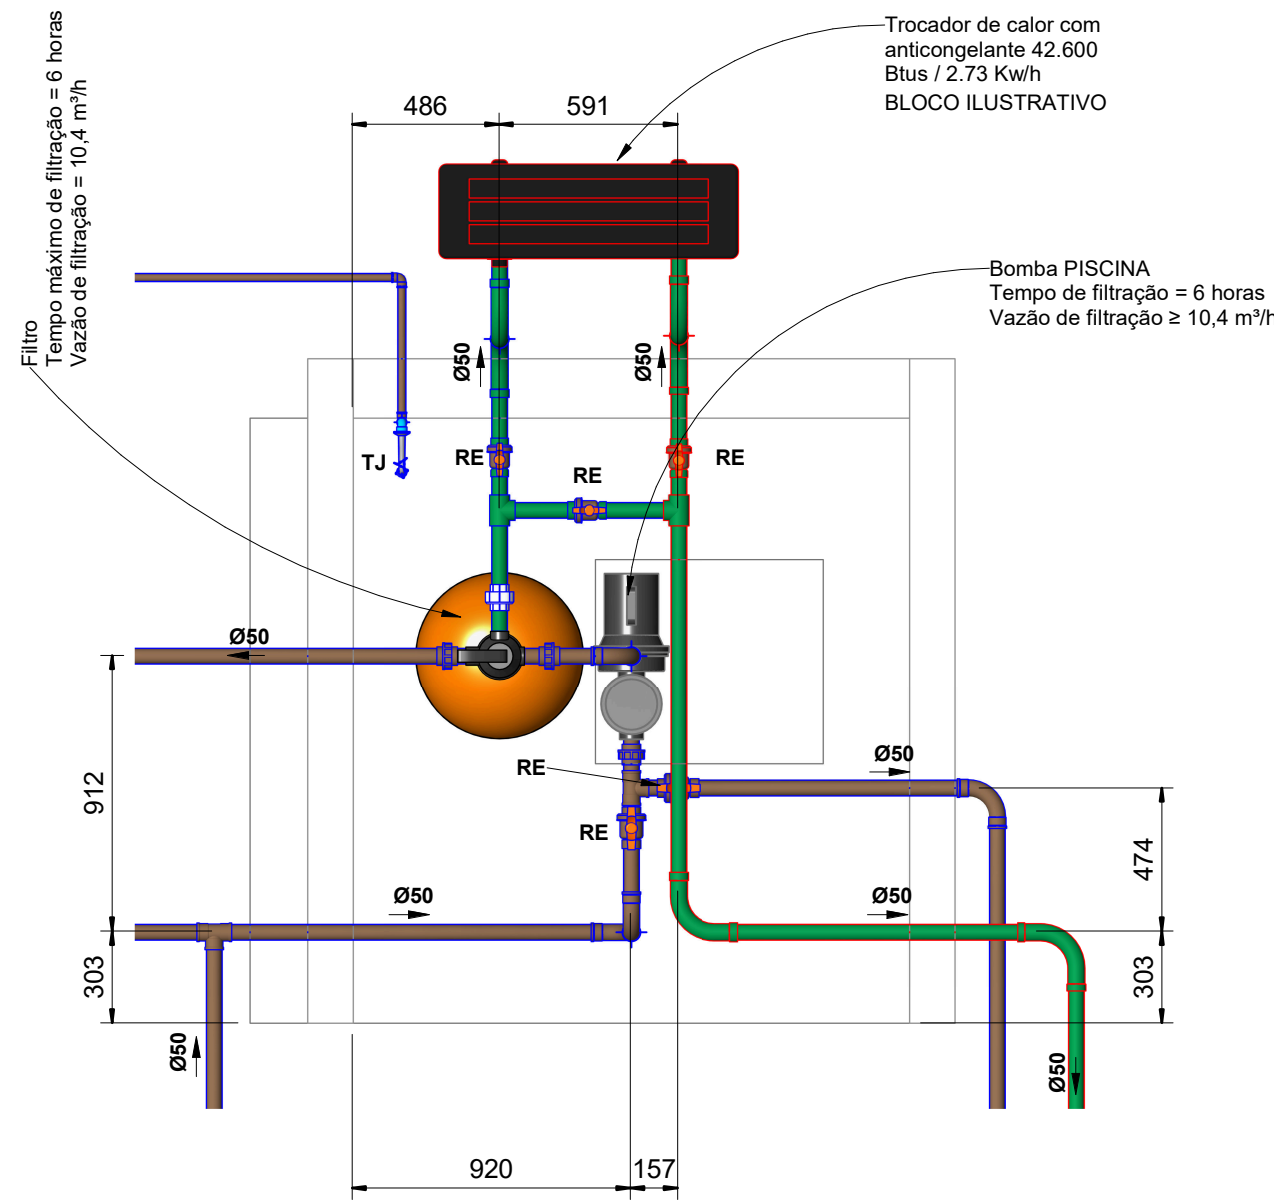 Trocador de calor com
anticongelante 42.600
Btus / 2.73 Kw/h
BLOCO ILUSTRATIVO
Filtro
Tempo máximo de filtração = 6 horas
Vazão de filtração = 10,4 m³/h
486
591
Bomba PISCINA
Tempo de filtração = 6 horas
Vazão de filtração ≥ 10,4 m³/h
Ø50
Ø50
TJ
RE
RE
RE
Ø50
912
RE
Ø50
RE
474
Ø50
Ø50
303
303
Ø50
Ø50
920
157